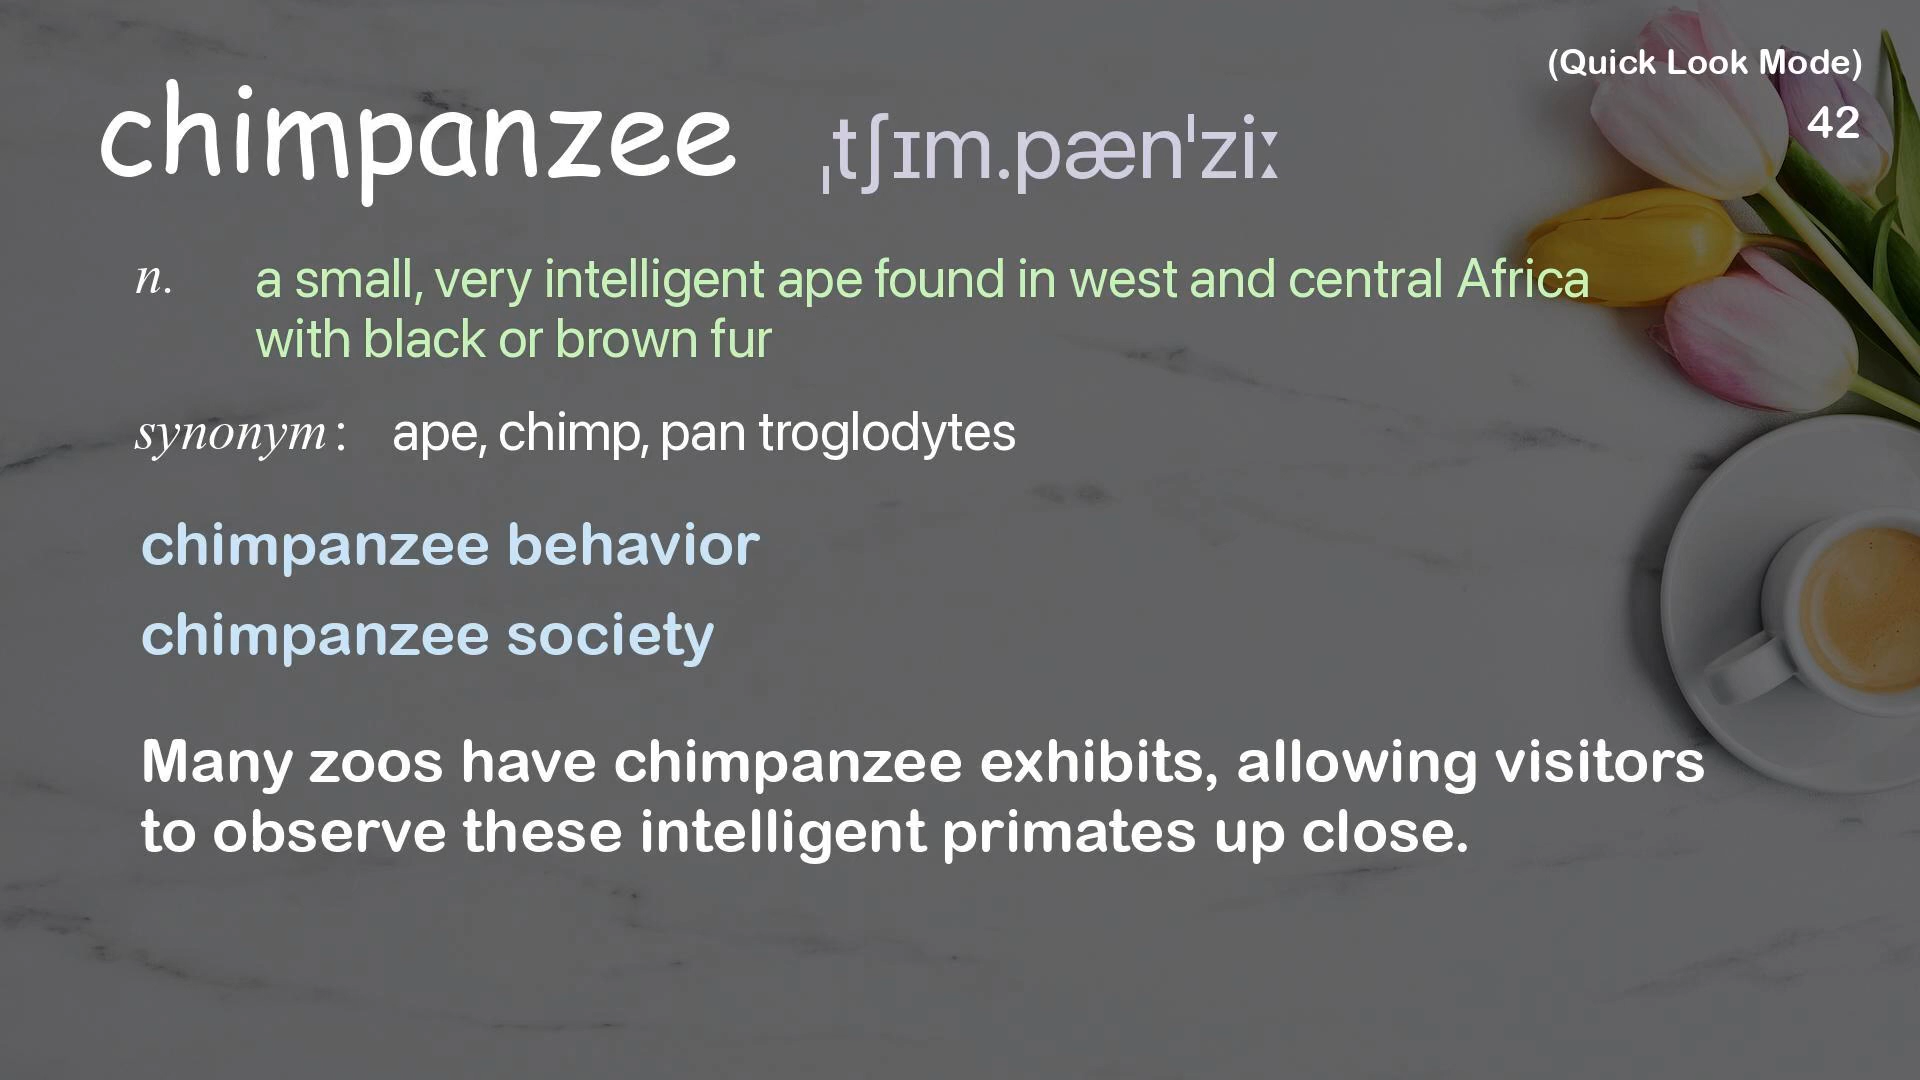 (Quick Look Mode)
42
chimpanzee ˌtʃɪm.pænˈziː
n. a small, very intelligent ape found in west and central Africa
with black or brown fur
synonym: ape, chimp, pan troglodytes
chimpanzee behavior
chimpanzee society
Many zoos have chimpanzee exhibits, allowing visitors
to observe these intelligent primates up close.